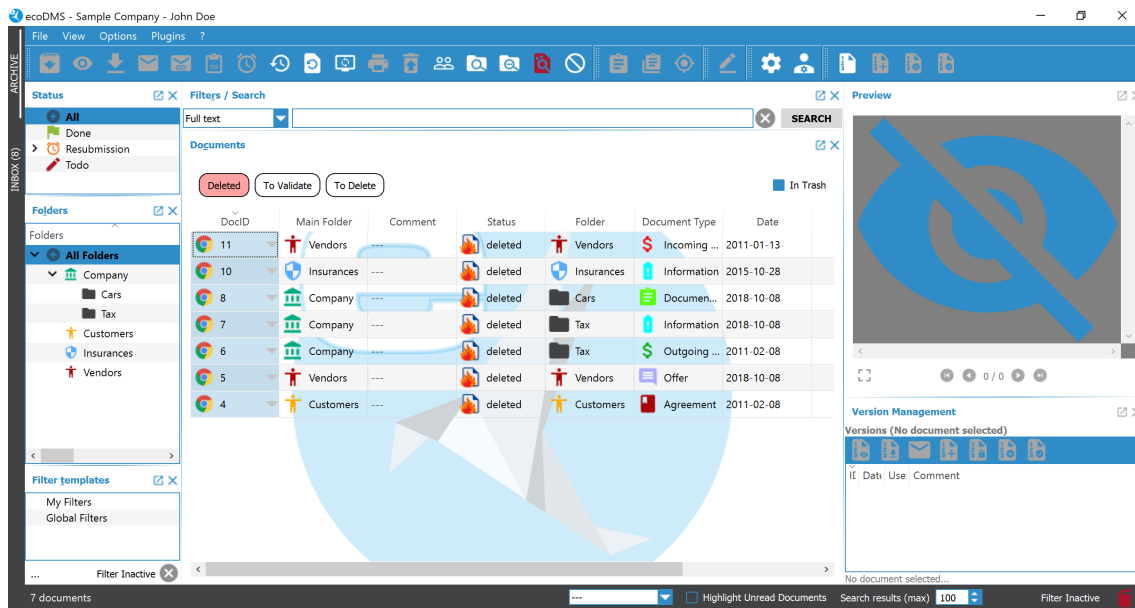 ecoDMS - Sample Company - John Doe
File View Options Plugins ?
ARCHIVE
INBOX (8)
Status
All
Done
Resubmission
Todo
Folders
Folders
All Folders
Company
Cars
Tax
Customers
Insurances
Vendors
Filter templates
My Filters
Global Filters
... Filter Inactive
Filters / Search
Full text SEARCH
Documents
Deleted To Validate To Delete In Trash
DocID Main Folder Comment Status Folder Document Type Date
11 Vendors --- deleted Vendors Incoming ... 2011-01-13
10 Insurances --- deleted Insurances Information 2015-10-28
8 Company --- deleted Cars Documen... 2018-10-08
7 Company --- deleted Tax Information 2018-10-08
6 Company --- deleted Tax Outgoing ... 2011-02-08
5 Vendors --- deleted Vendors Offer 2018-10-08
4 Customers --- deleted Customers Agreement 2011-02-08
Preview
0 / 0
Version Management
Versions (No document selected)
Date Use Comment
No document selected...
7 documents --- Highlight Unread Documents Search results (max) 100 Filter Inactive